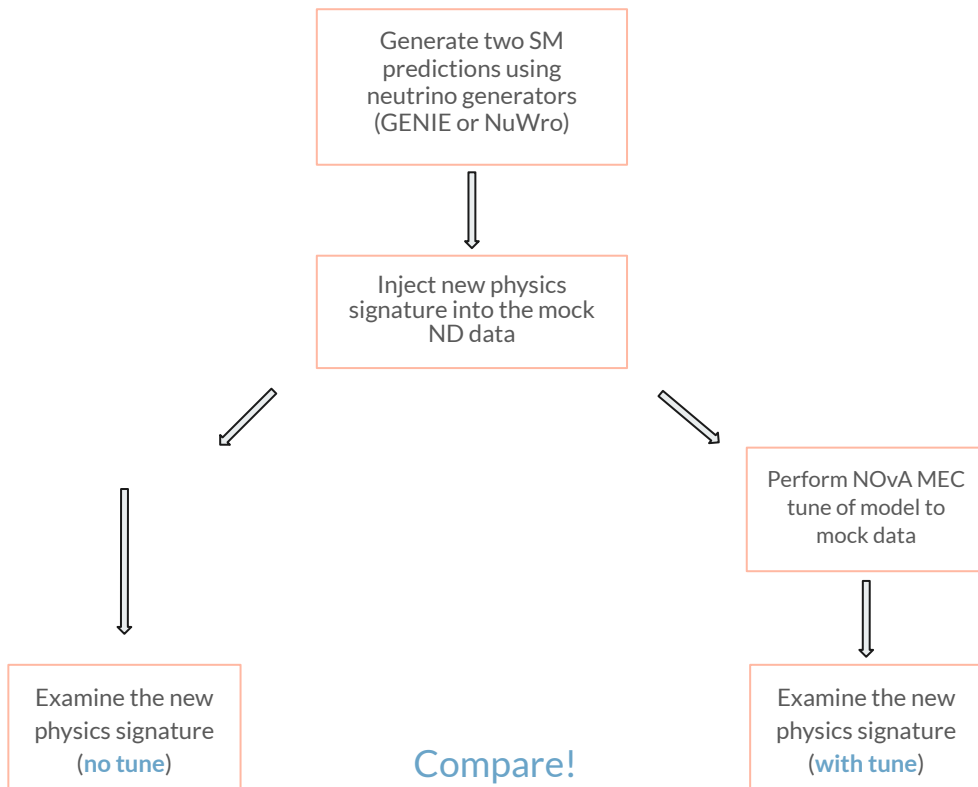 Generate two SM
predictions using
neutrino generators
(GENIE or NuWro)
Inject new physics
signature into the mock
ND data
Perform NOvA MEC
tune of model to
mock data
Examine the new
physics signature
(no tune)
Compare!
Examine the new
physics signature
(with tune)